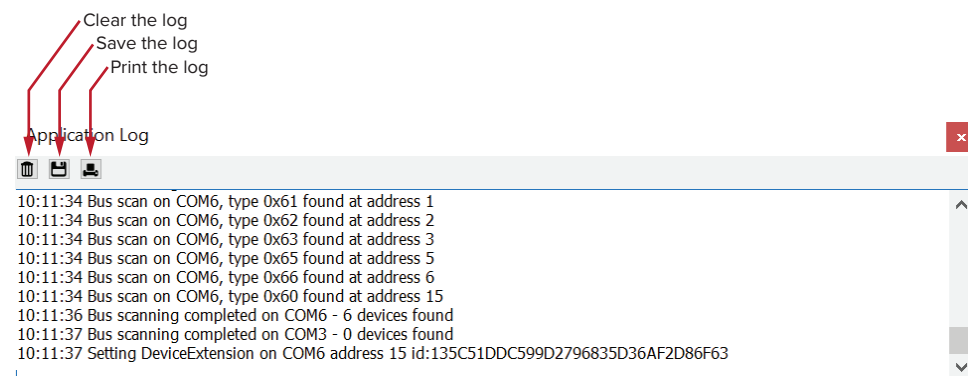 Clear the log
Save the log
Print the log
Application Log
10:11:34 Bus scan on COM6, type 0x61 found at address 1
10:11:34 Bus scan on COM6, type 0x62 found at address 2
10:11:34 Bus scan on COM6, type 0x63 found at address 3
10:11:34 Bus scan on COM6, type 0x65 found at address 5
10:11:34 Bus scan on COM6, type 0x66 found at address 6
10:11:34 Bus scan on COM6, type 0x60 found at address 15
10:11:36 Bus scanning completed on COM6 - 6 devices found
10:11:37 Bus scanning completed on COM3 - 0 devices found
10:11:37 Setting DeviceExtension on COM6 address 15 id:135C51DDC599D2796835D36AF2D86F63